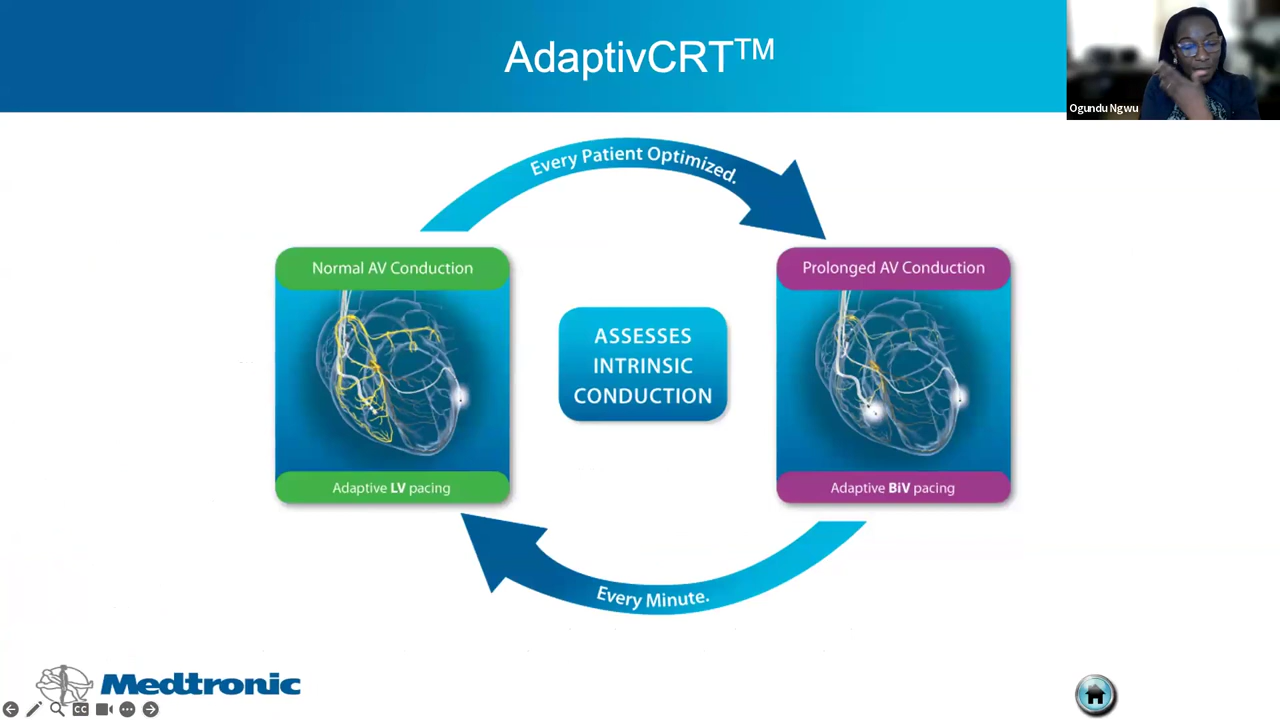 AdaptivCRT™
Ogundu Ngwu
Every Patient Optimized.
Normal AV Conduction
Prolonged AV Conduction
ASSESSES
INTRINSIC
CONDUCTION
Adaptive LV pacing
Adaptive BiV pacing
Every Minute.
Medtronic
CC